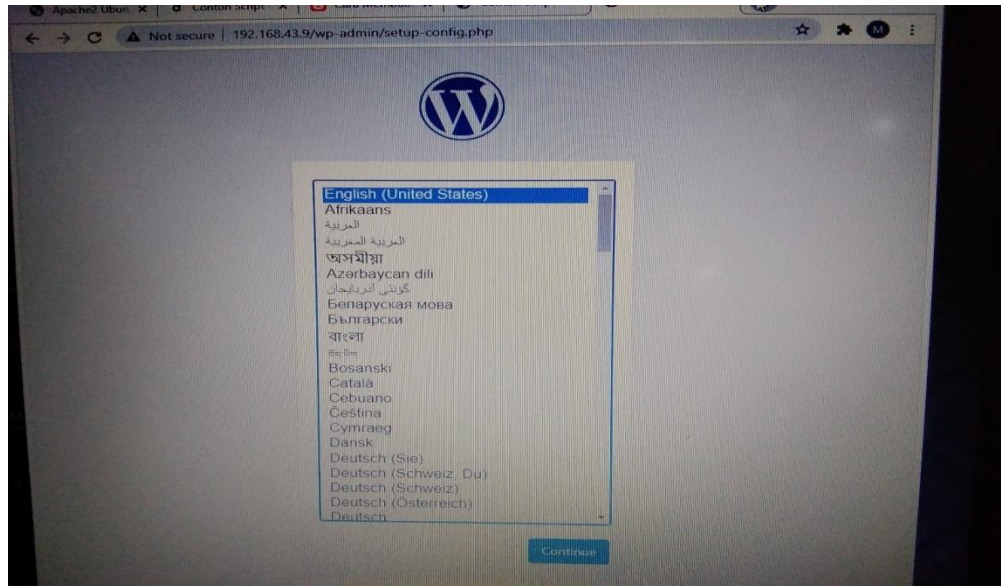 Apache2 Ubun
Conton Script
Not secure 192.168.43.9/wp-admin/setup-config.php
M
English (United States)
Afrikaans
العربية
العربية المغربية
অসমীয়া
Azərbaycan dili
گؤنئی آذربایجان
Беларуская мова
Български
বাংলা
Bosanski
Català
Cebuano
Čeština
Cymraeg
Dansk
Deutsch (Sie)
Deutsch (Schweiz, Du)
Deutsch (Schweiz)
Deutsch (Österreich)
Deutsch
Continue